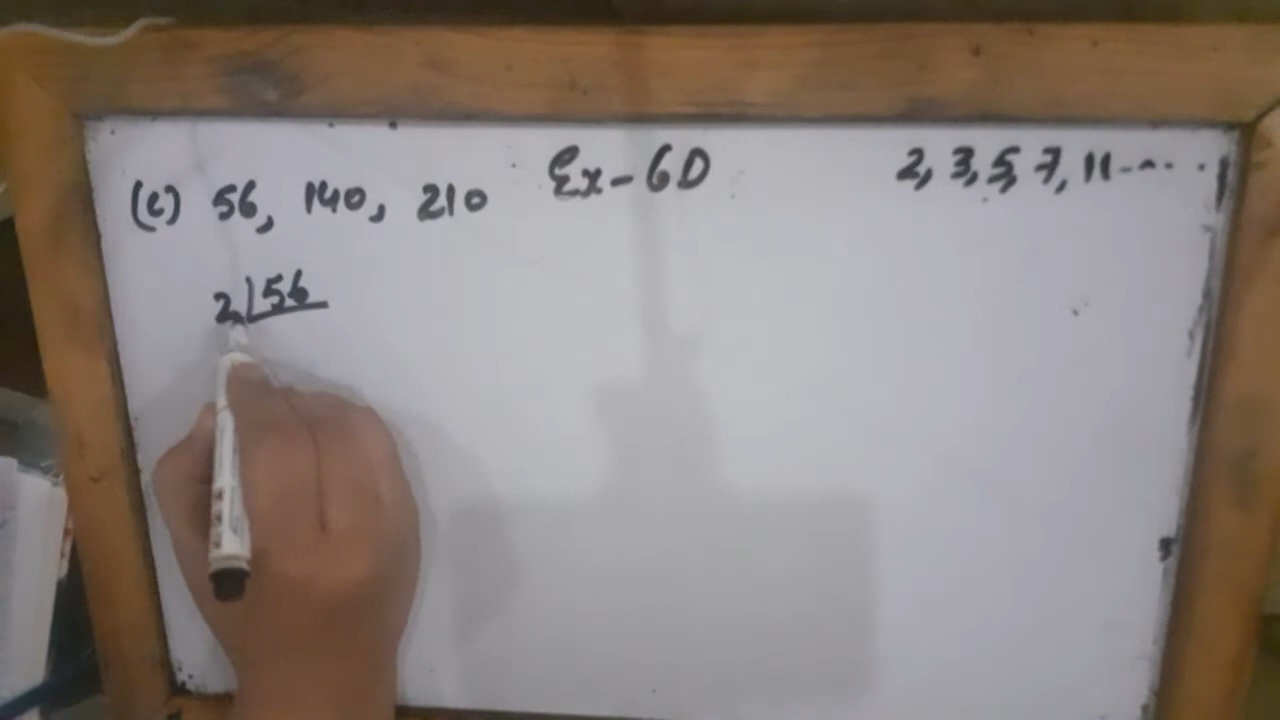 Ex-6D
2, 3, 5, 7, 11-----
(c) 56, 140, 210
2 56